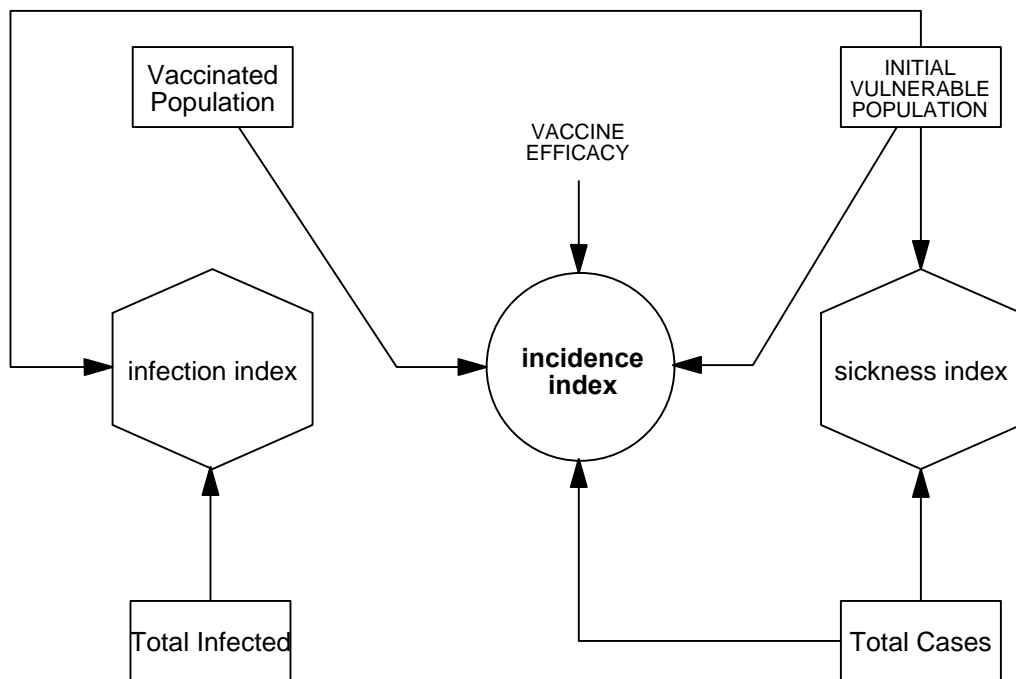 Vaccinated
Population
INITIAL
VULNERABLE
POPULATION
VACCINE
EFFICACY
infection index
incidence
index
sickness index
Total Infected
Total Cases